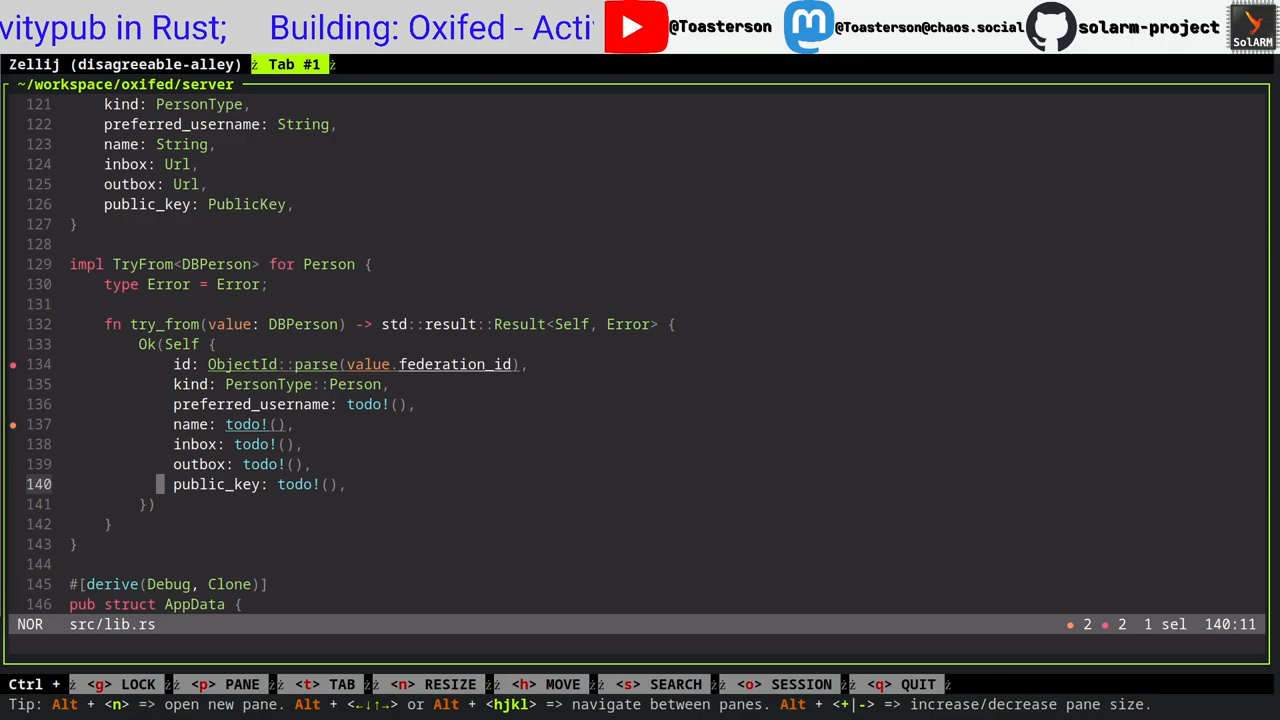 vitypub in Rust;    Building: Oxifed - Acti
@Toasterson
@Toasterson@chaos.social
solarm-project
SolARM
Zellij (disagreeable-alley)  Tab #1
~/workspace/oxifed/server
121     kind: PersonType,
122     preferred_username: String,
123     name: String,
124     inbox: Url,
125     outbox: Url,
126     public_key: PublicKey,
127 }
128
129 impl TryFrom<DBPerson> for Person {
130     type Error = Error;
131
132     fn try_from(value: DBPerson) -> std::result::Result<Self, Error> {
133         Ok(Self {
134             id: ObjectId::parse(value.federation_id),
135             kind: PersonType::Person,
136             preferred_username: todo!(),
137             name: todo!(),
138             inbox: todo!(),
139             outbox: todo!(),
140             public_key: todo!(),
141         })
142     }
143 }
144
145 #[derive(Debug, Clone)]
146 pub struct AppData {
NOR   src/lib.rs   ● 2 ● 2  1 sel  140:11
Ctrl + <g> LOCK <p> PANE <t> TAB <n> RESIZE <h> MOVE <s> SEARCH <o> SESSION <q> QUIT
Tip: Alt + <n> => open new pane. Alt + <←↓↑→> or Alt + <hjkl> => navigate between panes. Alt + <+|-> => increase/decrease pane size.